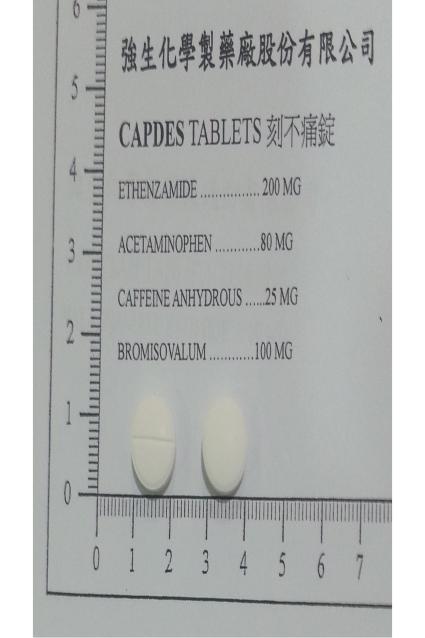 強生化學製藥廠股份有限公司
CAPDES TABLETS 刻不痛錠
ETHENZAMIDE ................ 200 MG
ACETAMINOPHEN ............80 MG
CAFFEINE ANHYDROUS ......25 MG
BROMISOVALUM ............100 MG
6
5
4
3
2
1
0
0 1 2 3 4 5 6 7